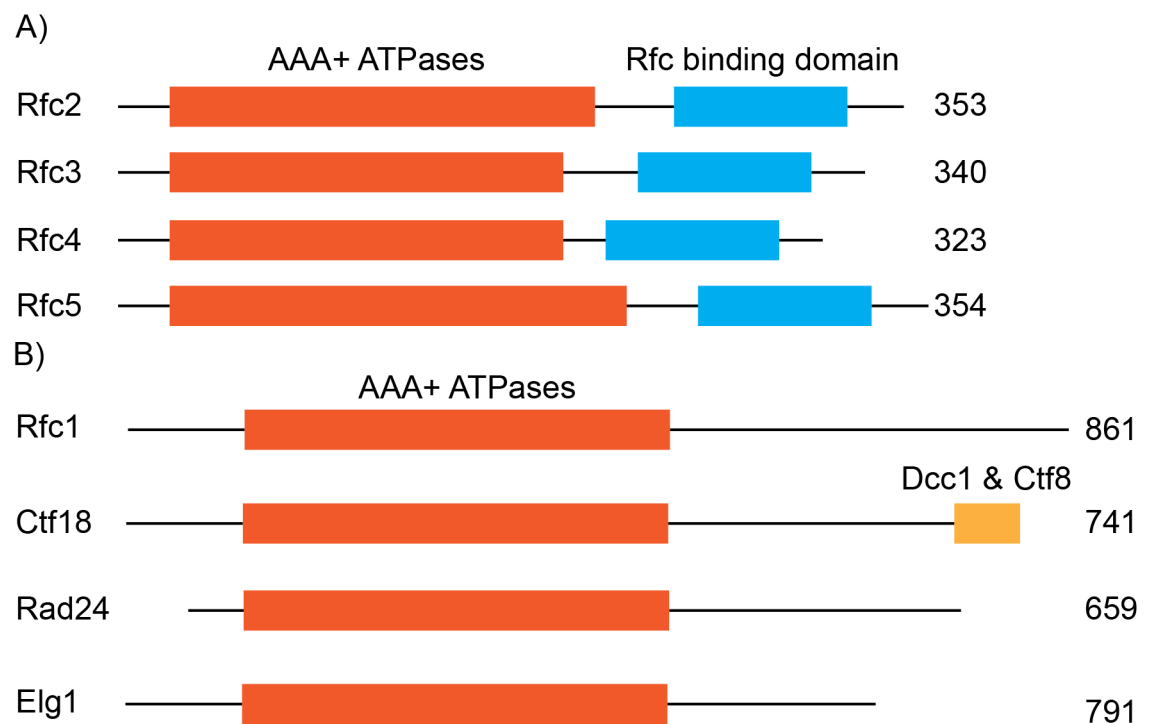 A)
AAA+ ATPases Rfc binding domain
Rfc2 353
Rfc3 340
Rfc4 323
Rfc5 354
B)
AAA+ ATPases
Rfc1 861
Dcc1 & Ctf8
Ctf18 741
Rad24 659
Elg1 791